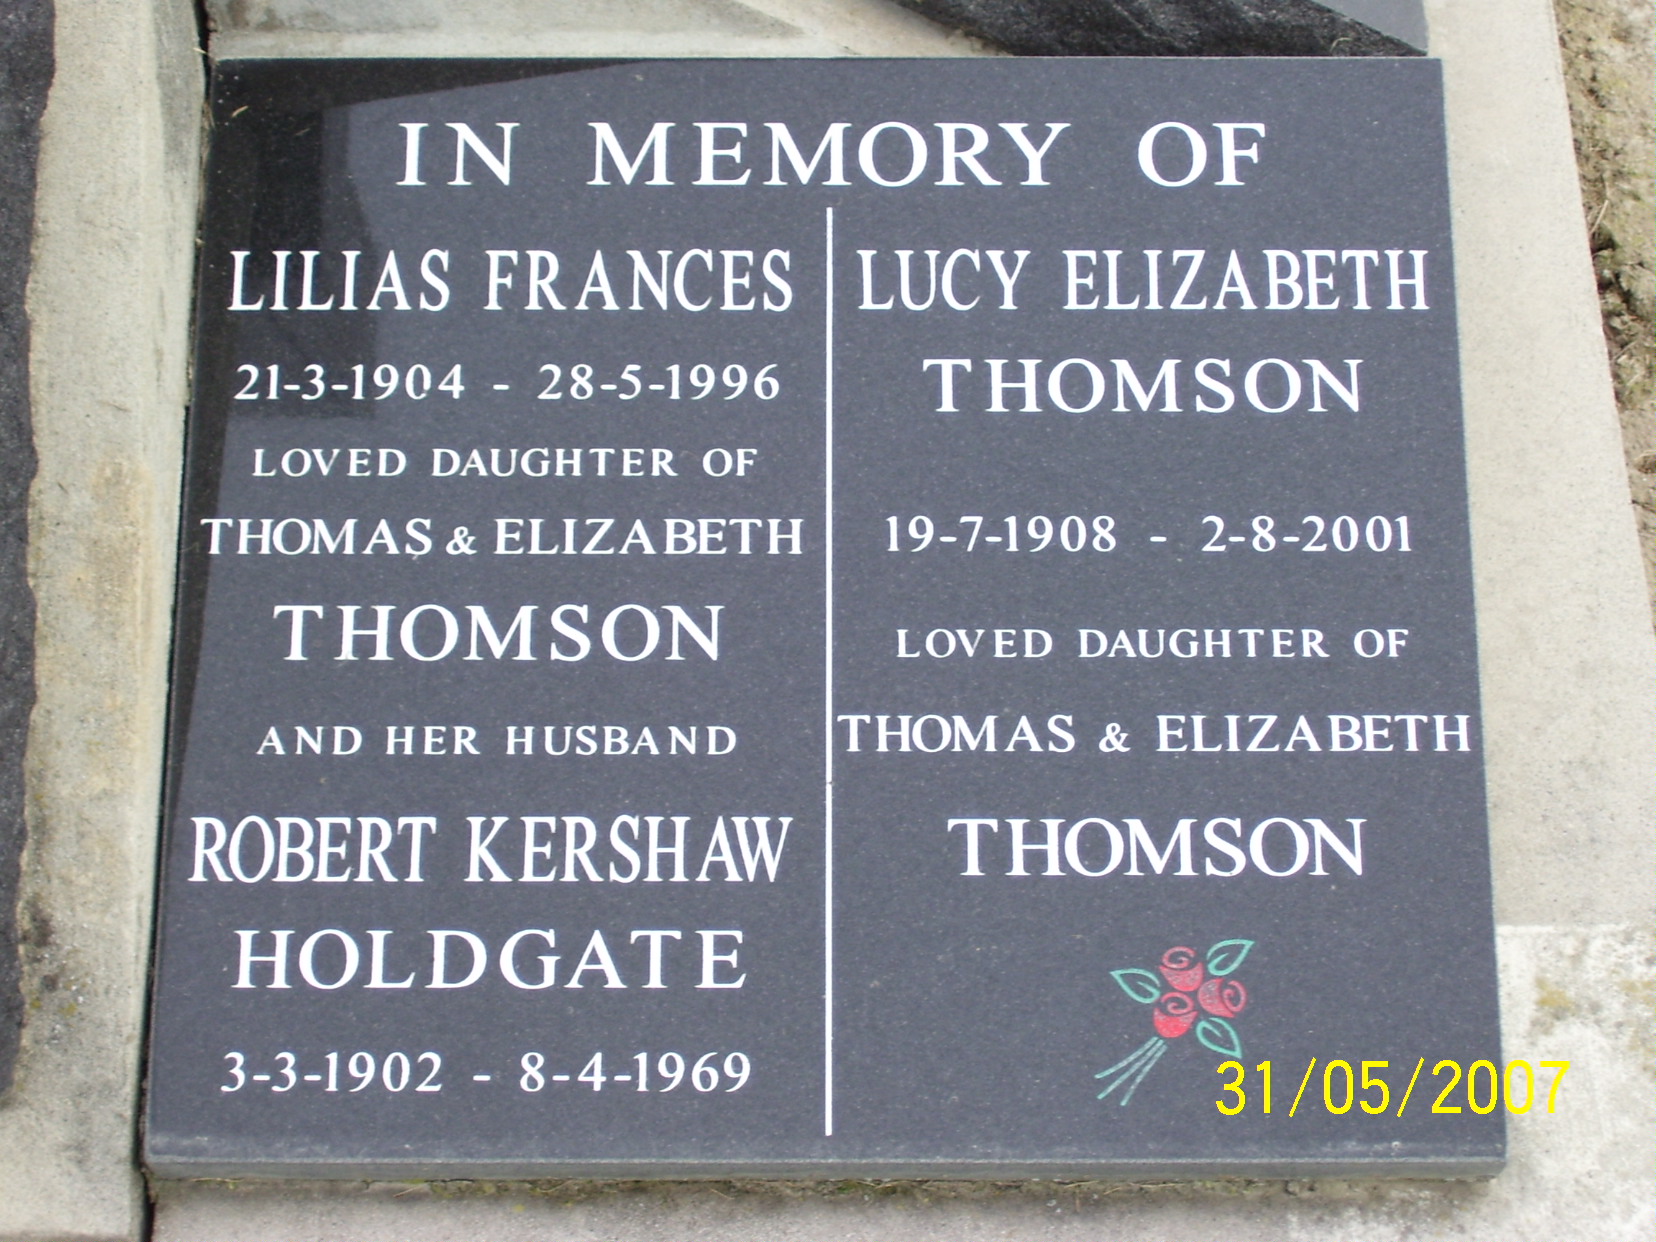 IN MEMORY OF
LILIAS FRANCES
21-3-1904 - 28-5-1996
LOVED DAUGHTER OF
THOMAS & ELIZABETH
THOMSON
AND HER HUSBAND
ROBERT KERSHAW
HOLDGATE
3-3-1902 - 8-4-1969
LUCY ELIZABETH
THOMSON
19-7-1908 - 2-8-2001
LOVED DAUGHTER OF
THOMAS & ELIZABETH
THOMSON
31/05/2007